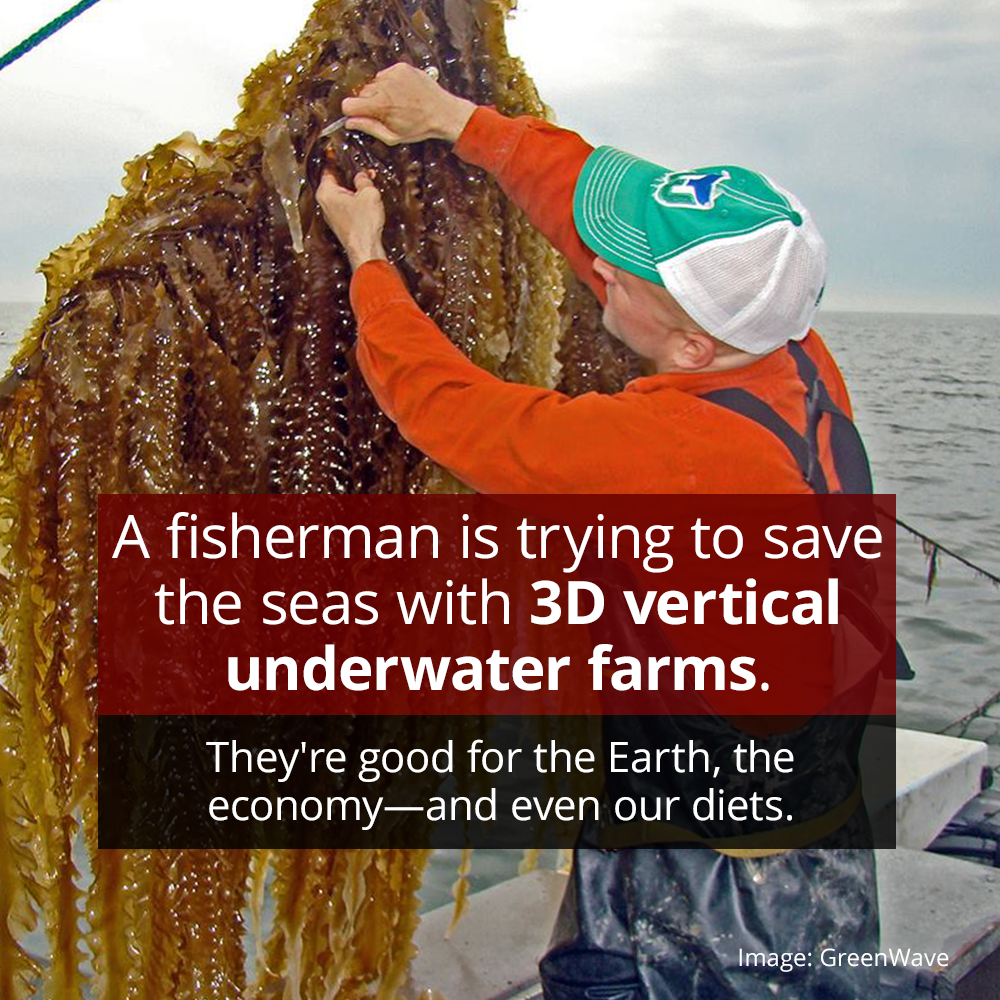 A fisherman is trying to save
the seas with 3D vertical
underwater farms.
They're good for the Earth, the
economy—and even our diets.
Image: GreenWave